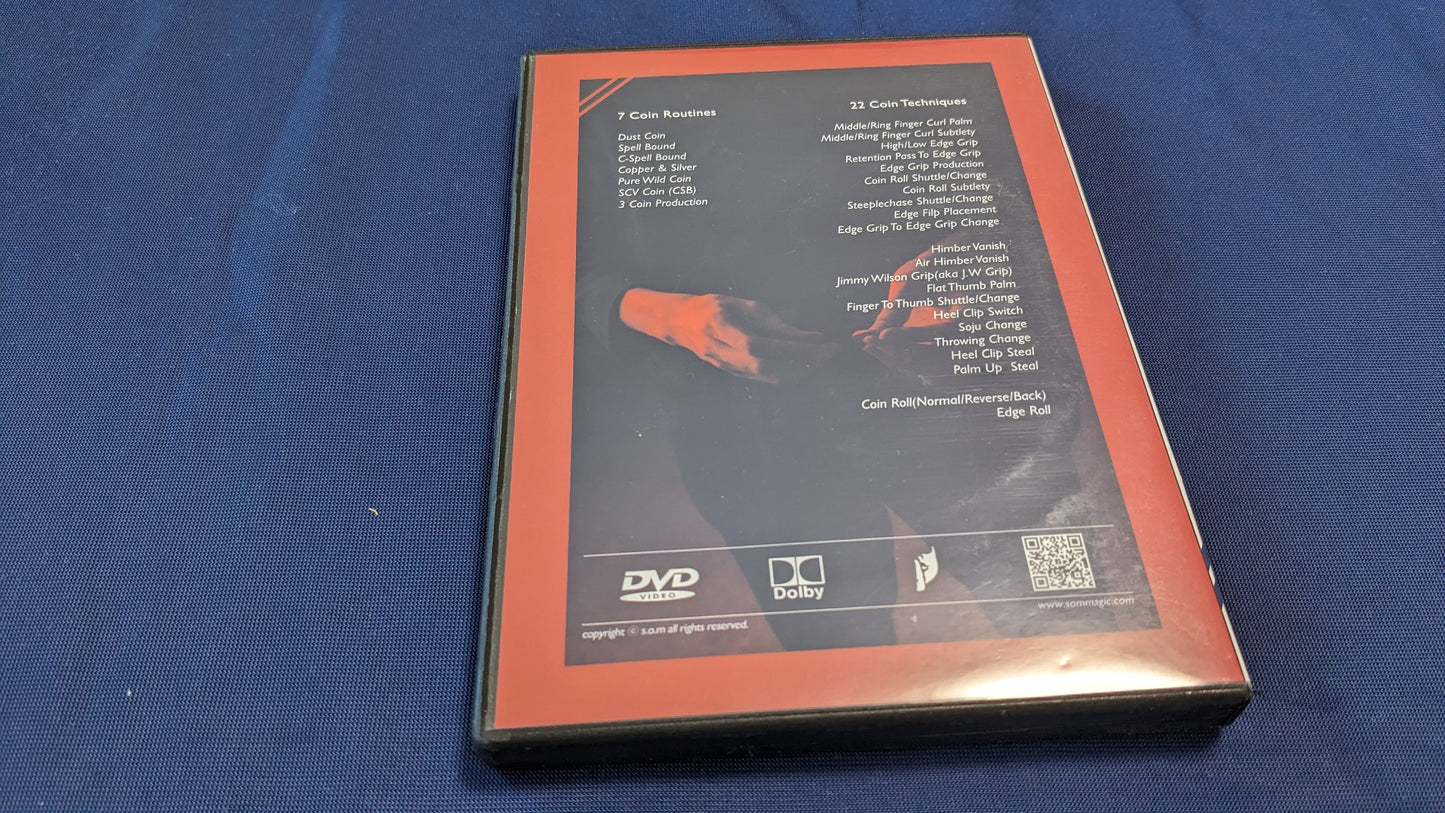 7 Coin Routines
Dust Coin
Spell Bound
C-Spell Bound
Copper & Silver
Pure Wild Coin
SCV Coin (CSB)
3 Coin Production
22 Coin Techniques
Middle/Ring Finger Curl Palm
Middle/Ring Finger Curl Subtlety
High/Low Edge Grip
Retention Pass To Edge Grip
Edge Grip Production
Coin Roll Shuttle/Change
Coin Roll Subtlety
Steeplechase Shuttle/Change
Edge Filp Placement
Edge Grip To Edge Grip Change
Himber Vanish
Air Himber Vanish
Jimmy Wilson Grip(aka J.W Grip)
Flat Thumb Palm
Finger To Thumb Shuttle/Change
Heel Clip Switch
Soju Change
Throwing Change
Heel Clip Steal
Palm Up Steal
Coin Roll(Normal/Reverse/Back)
Edge Roll
DVD
VIDEO
Dolby
www.sommagic.com
copyright © s.o.m all rights reserved.